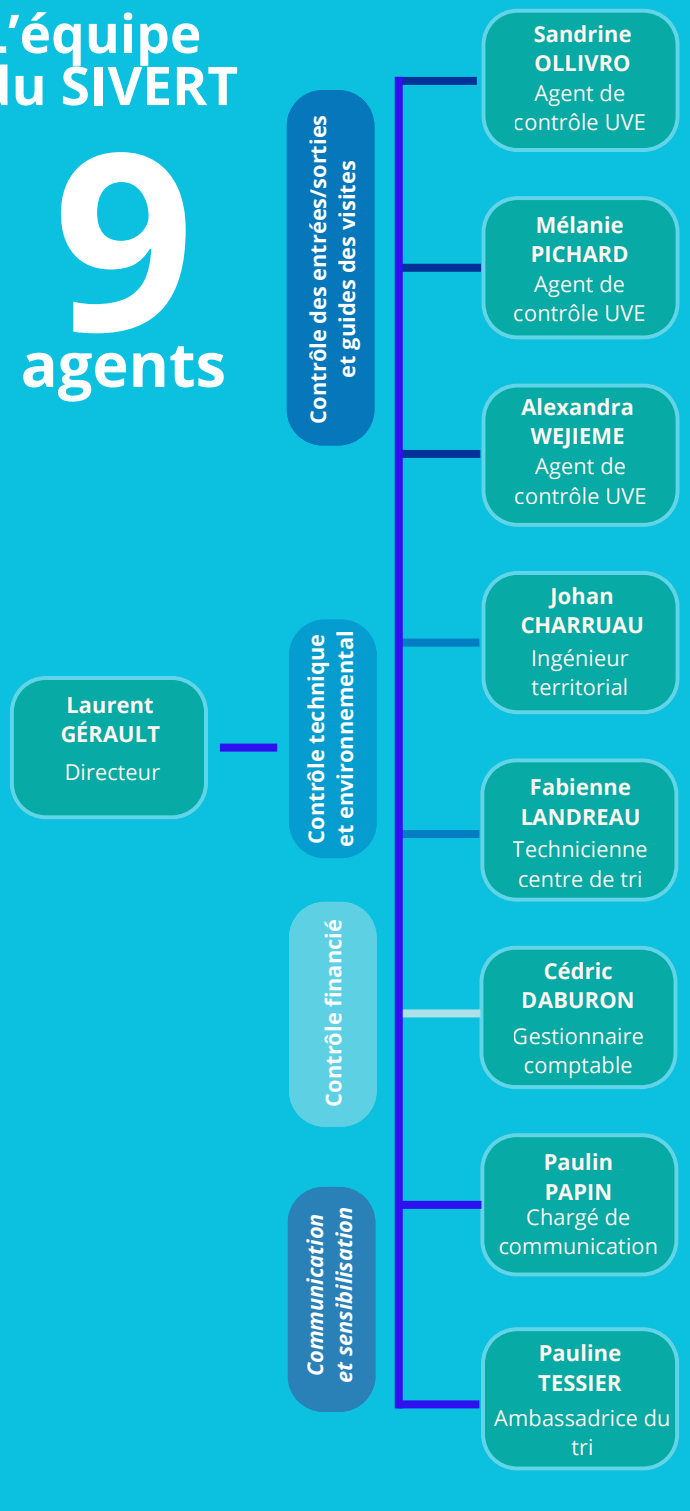 L'équipe
du SIVERT
9
agents
Contrôle des entrées/sorties
et guides des visites
Sandrine
OLLIVRO
Agent de
contrôle UVE
Mélanie
PICHARD
Agent de
contrôle UVE
Alexandra
WEJIEME
Agent de
contrôle UVE
Laurent
GÉRAULT
Directeur
Contrôle technique
et environnemental
Johan
CHARRUAU
Ingénieur
territorial
Fabienne
LANDREAU
Technicienne
centre de tri
Contrôle financié
Cédric
DABURON
Gestionnaire
comptable
Communication
et sensibilisation
Paulin
PAPIN
Chargé de
communication
Pauline
TESSIER
Ambassadrice du
tri